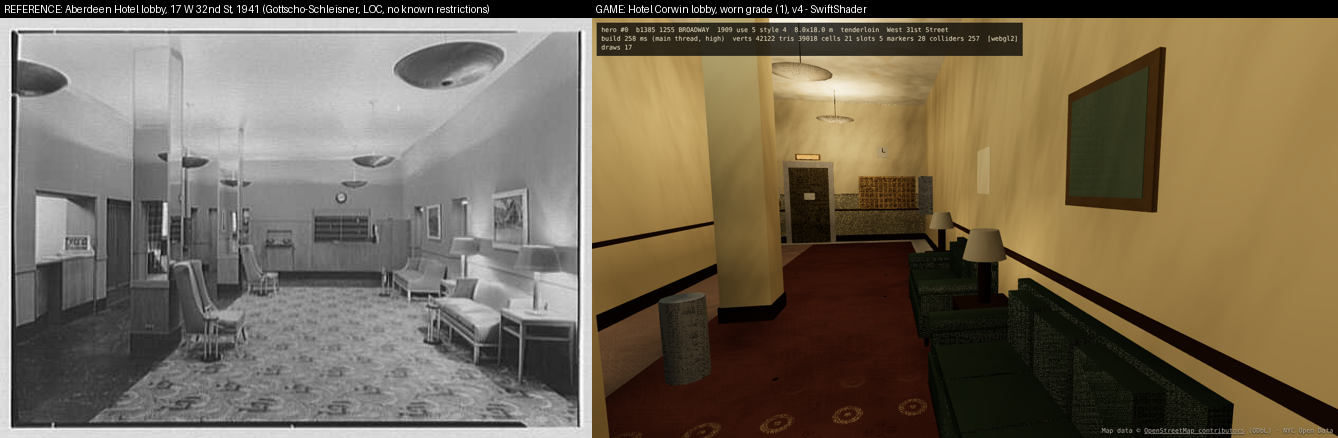 REFERENCE: Aberdeen Hotel lobby, 17 W 32nd St, 1941 (Gottscho-Schleisner, LOC, no known restrictions)
GAME: Hotel Corwin lobby, worn grade (1), v4 - SwiftShader
hero #0 b1385 1255 BROADWAY 1909 use 5 style 4 8.0x18.0 m tenderloin West 31st Street
build 258 ms (main thread, high) verts 42122 tris 39018 cells 21 slots 5 markers 28 colliders 257 [webgl2]
draws 17
L
Map data © OpenStreetMap contributors (ODbL) - NYC Open Data